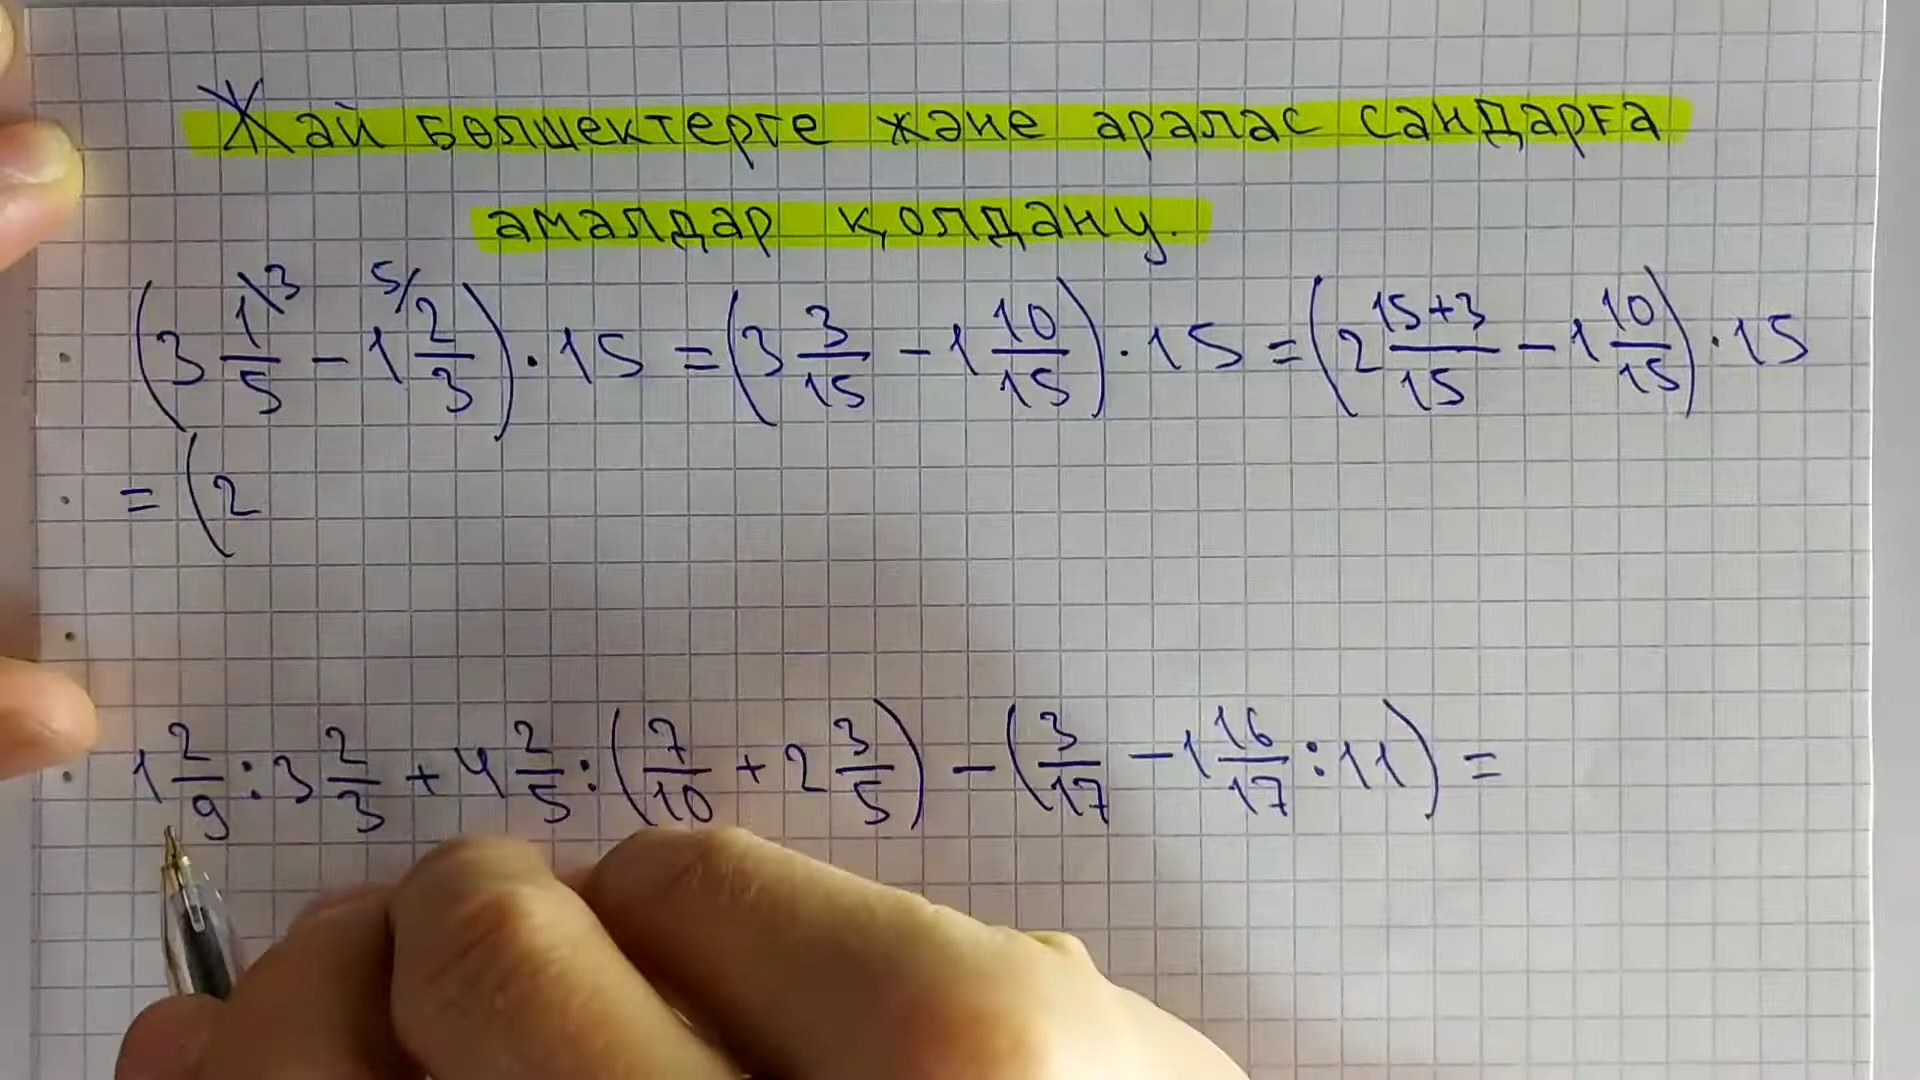 Жай бөлшектерге және аралас сандарға
амалдар қолдану.
(3 1\3/5 - 1 5/2/3) · 15 = (3 3/15 - 1 10/15) · 15 = (2 15+3/15 - 1 10/15) · 15
= (2
1 2/9 : 3 2/3 + 4 2/5 : (7/10 + 2 3/5) - (3/17 - 1 16/17 : 11) =